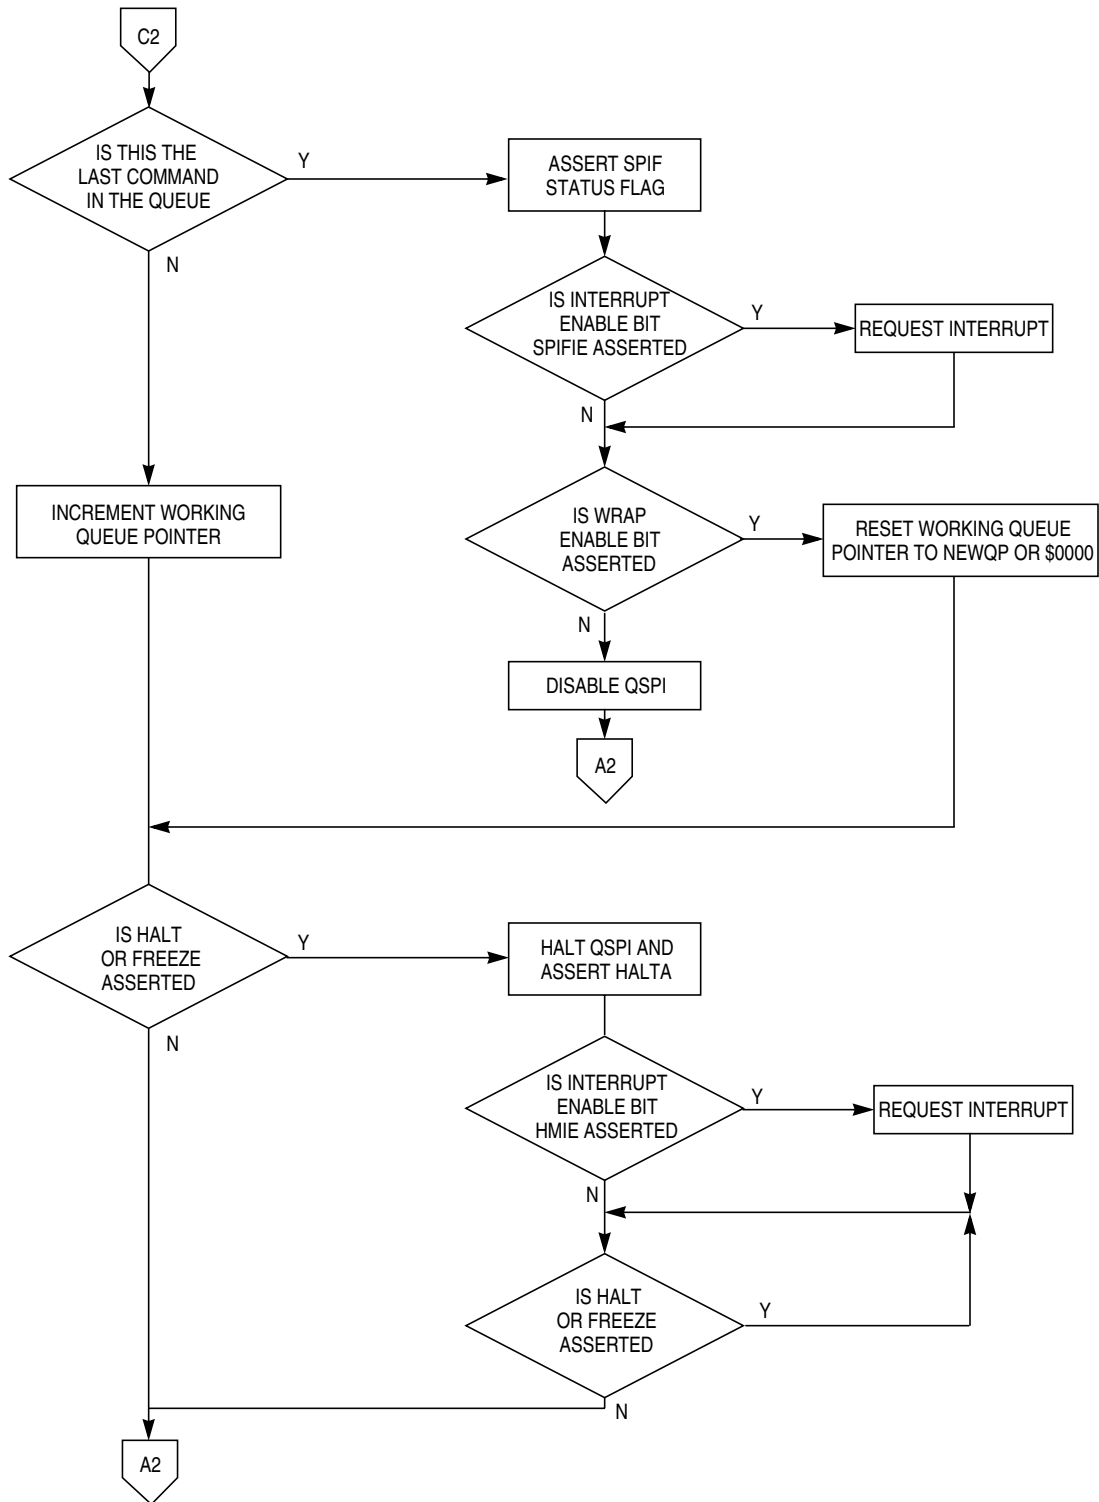 C2
IS THIS THE
LAST COMMAND
IN THE QUEUE
Y
N
ASSERT SPIF
STATUS FLAG
IS INTERRUPT
ENABLE BIT
SPIFIE ASSERTED
Y
N
REQUEST INTERRUPT
INCREMENT WORKING
QUEUE POINTER
IS WRAP
ENABLE BIT
ASSERTED
Y
N
RESET WORKING QUEUE
POINTER TO NEWQP OR $0000
DISABLE QSPI
A2
IS HALT
OR FREEZE
ASSERTED
Y
N
HALT QSPI AND
ASSERT HALTA
IS INTERRUPT
ENABLE BIT
HMIE ASSERTED
Y
N
REQUEST INTERRUPT
IS HALT
OR FREEZE
ASSERTED
Y
N
A2